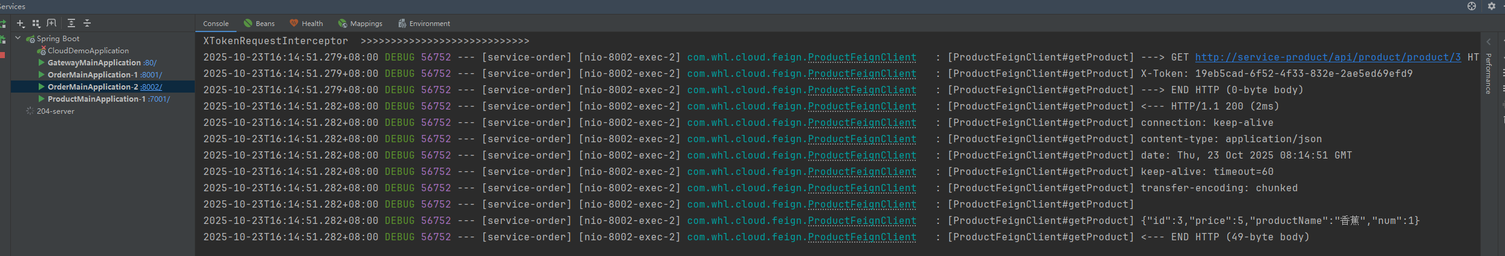 Services
Console Beans Health Mappings Environment
Spring Boot
CloudDemoApplication
GatewayMainApplication :80/
OrderMainApplication-1 :8001/
OrderMainApplication-2 :8002/
ProductMainApplication-1 :7001/
204-server
XTokenRequestInterceptor >>>>>>>>>>>>>>>>>>>>>>>>>>>>
2025-10-23T16:14:51.279+08:00 DEBUG 56752 --- [service-order] [nio-8002-exec-2] com.whl.cloud.feign.ProductFeignClient : [ProductFeignClient#getProduct] ---> GET http://service-product/api/product/product/3 HT
2025-10-23T16:14:51.279+08:00 DEBUG 56752 --- [service-order] [nio-8002-exec-2] com.whl.cloud.feign.ProductFeignClient : [ProductFeignClient#getProduct] X-Token: 19eb5cad-6f52-4f33-832e-2ae5ed69efd9
2025-10-23T16:14:51.279+08:00 DEBUG 56752 --- [service-order] [nio-8002-exec-2] com.whl.cloud.feign.ProductFeignClient : [ProductFeignClient#getProduct] ---> END HTTP (0-byte body)
2025-10-23T16:14:51.282+08:00 DEBUG 56752 --- [service-order] [nio-8002-exec-2] com.whl.cloud.feign.ProductFeignClient : [ProductFeignClient#getProduct] <--- HTTP/1.1 200 (2ms)
2025-10-23T16:14:51.282+08:00 DEBUG 56752 --- [service-order] [nio-8002-exec-2] com.whl.cloud.feign.ProductFeignClient : [ProductFeignClient#getProduct] connection: keep-alive
2025-10-23T16:14:51.282+08:00 DEBUG 56752 --- [service-order] [nio-8002-exec-2] com.whl.cloud.feign.ProductFeignClient : [ProductFeignClient#getProduct] content-type: application/json
2025-10-23T16:14:51.282+08:00 DEBUG 56752 --- [service-order] [nio-8002-exec-2] com.whl.cloud.feign.ProductFeignClient : [ProductFeignClient#getProduct] date: Thu, 23 Oct 2025 08:14:51 GMT
2025-10-23T16:14:51.282+08:00 DEBUG 56752 --- [service-order] [nio-8002-exec-2] com.whl.cloud.feign.ProductFeignClient : [ProductFeignClient#getProduct] keep-alive: timeout=60
2025-10-23T16:14:51.282+08:00 DEBUG 56752 --- [service-order] [nio-8002-exec-2] com.whl.cloud.feign.ProductFeignClient : [ProductFeignClient#getProduct] transfer-encoding: chunked
2025-10-23T16:14:51.282+08:00 DEBUG 56752 --- [service-order] [nio-8002-exec-2] com.whl.cloud.feign.ProductFeignClient : [ProductFeignClient#getProduct]
2025-10-23T16:14:51.282+08:00 DEBUG 56752 --- [service-order] [nio-8002-exec-2] com.whl.cloud.feign.ProductFeignClient : [ProductFeignClient#getProduct] {"id":3,"price":5,"productName":"香蕉","num":1}
2025-10-23T16:14:51.282+08:00 DEBUG 56752 --- [service-order] [nio-8002-exec-2] com.whl.cloud.feign.ProductFeignClient : [ProductFeignClient#getProduct] <--- END HTTP (49-byte body)
Performance